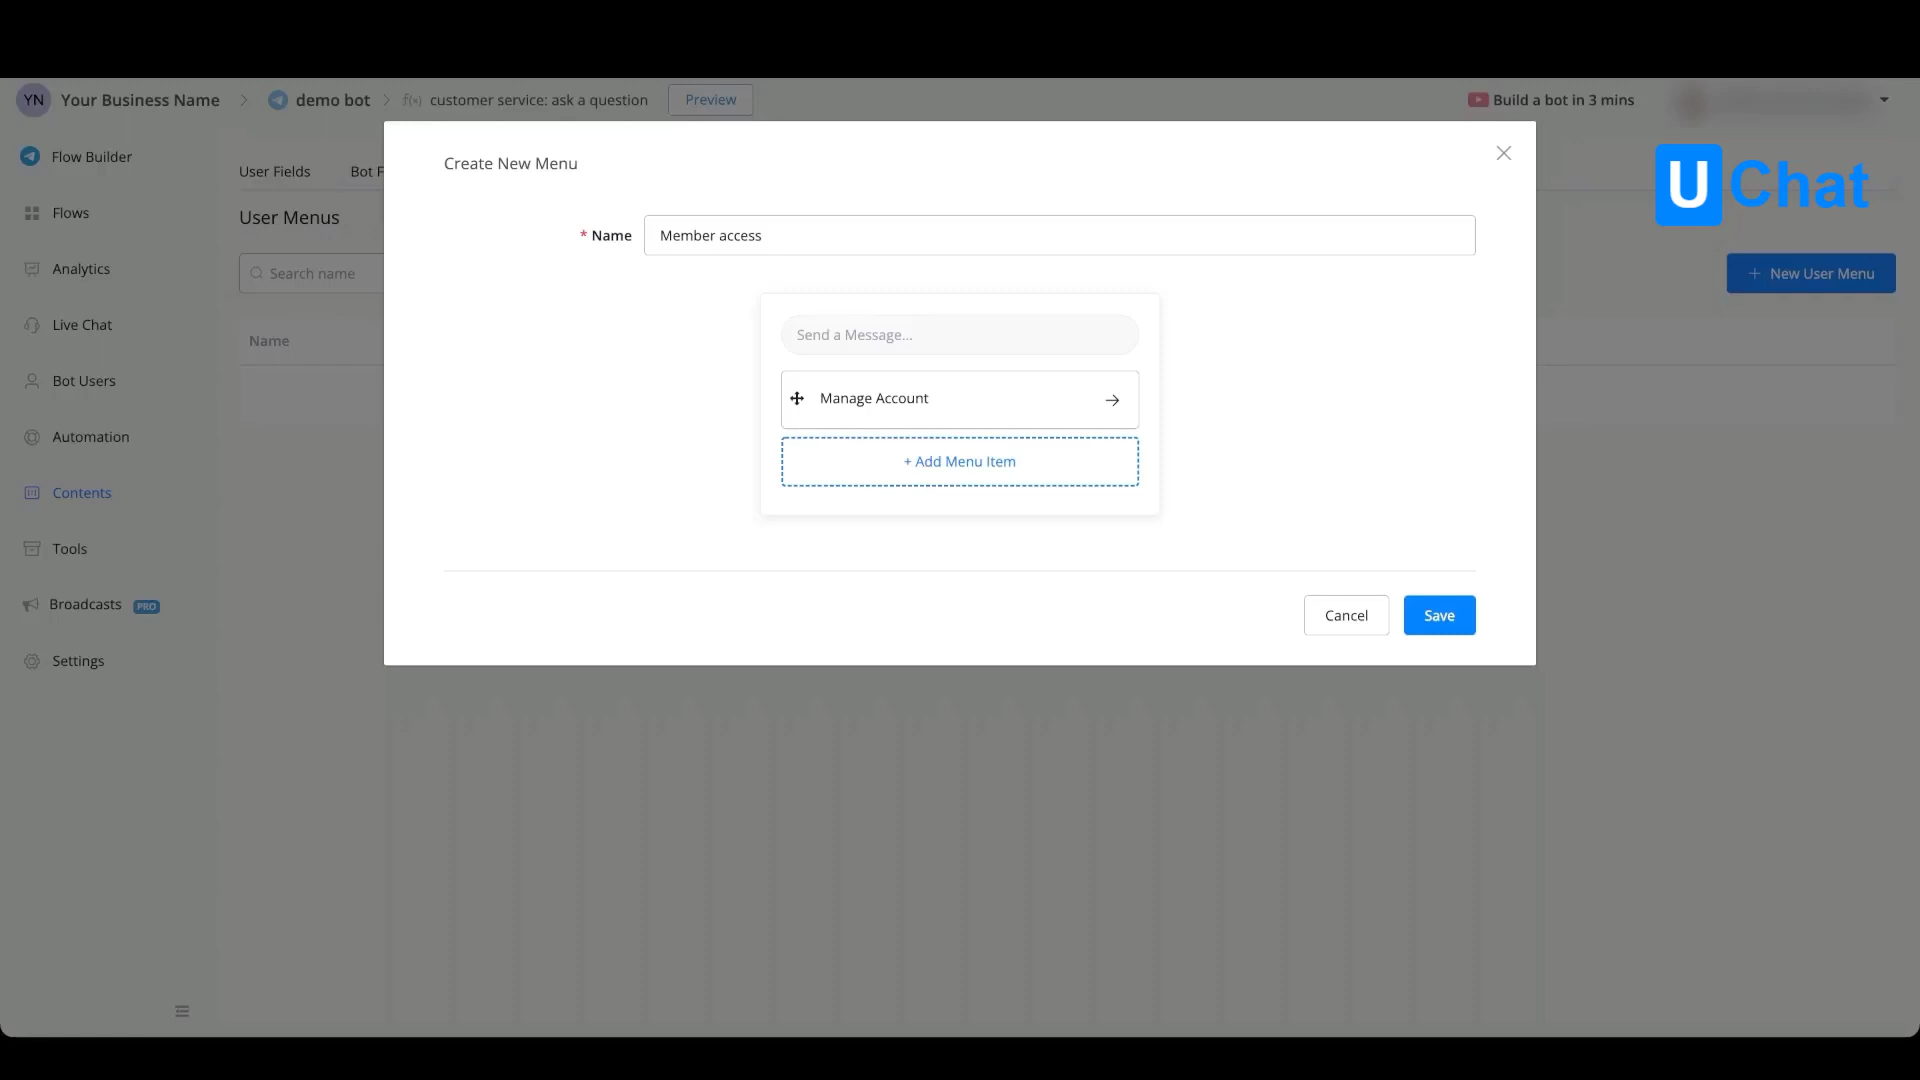 YN Your Business Name > demo bot > f(x) customer service: ask a question Preview
Build a bot in 3 mins
Flow Builder
Flows
Analytics
Live Chat
Bot Users
Automation
Contents
Tools
Broadcasts PRO
Settings
User Fields Bot F
User Menus
Search name
Name
UChat
+ New User Menu
Create New Menu
* Name Member access
Send a Message...
Manage Account
+ Add Menu Item
Cancel Save